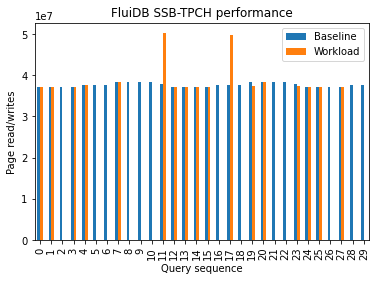 FluiDB SSB-TPCH performance
1e7
Baseline
Workload
Page read/writes
5
4
3
2
1
0
0 1 2 3 4 5 6 7 8 9 10 11 12 13 14 15 16 17 18 19 20 21 22 23 24 25 26 27 28 29
Query sequence